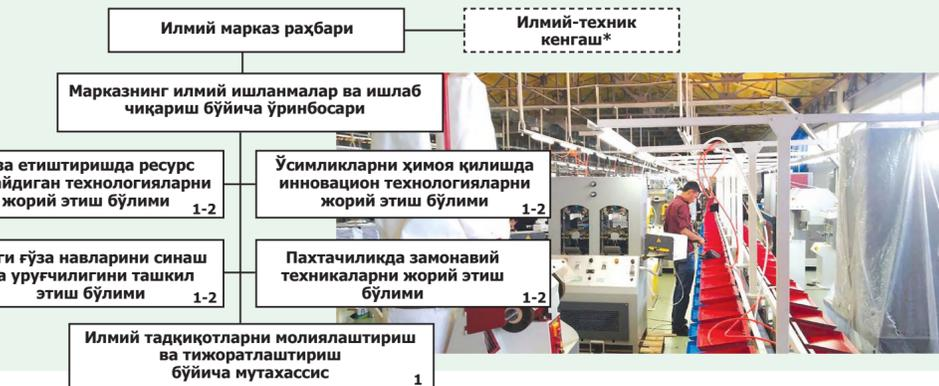 Илмий марказ раҳбари
Илмий-техник
кенгаш*
Марказнинг илмий ишланмалар ва ишлаб
чиқариш бўйича ўринбосари
етиштиришда ресурс
технологияларни
жорий этиш бўлими
1-2
Ўсимликларни ҳимоя қилишда
инновацион технологияларни
жорий этиш бўлими
1-2
ғўза навларини синаш
уруғчилигини ташкил
этиш бўлими
1-2
Пахтачиликда замонавий
техникаларни жорий этиш
бўлими
1-2
Илмий тадқиқотларни молиялаштириш
ва тижоратлаштириш
бўйича мутахассис
1